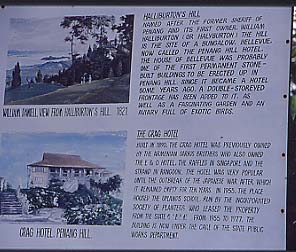 HALLIBURTON'S HILL
NAMED AFTER THE FORMER SHERIFF OF
PENANG AND ITS FIRST OWNER, WILLIAM
HALLIBURTON (OR HALYBURTON) THE HILL
IS THE SITE OF A BUNGALOW, BELLEVUE,
NOW CALLED THE PENANG HILL HOTEL.
THE HOUSE OF BELLEVUE WAS PROBABLY
ONE OF THE FIRST PERMANENT STONE-
BUILT BUILDINGS TO BE ERECTED UP IN
PENANG HILL. SINCE IT BECAME A HOTEL
SOME YEARS AGO, A DOUBLE-STOREYED
FRONTAGE HAS BEEN ADDED TO IT, AS
WELL AS A FASCINATING GARDEN AND AN
AVIARY FULL OF EXOTIC BIRDS.
WILLIAM DANIELL, VIEW FROM HALLIBURTON'S HILL, 1821.
THE CRAG HOTEL
BUILT IN 1890, THE CRAG HOTEL WAS PREVIOUSLY OWNED
BY THE ARMENIAN SARKIS BROTHERS WHO ALSO OWNED
THE E & O HOTEL, THE RAFFLES IN SINGAPORE AND THE
STRAND IN RANGOON. THE HOTEL WAS VERY POPULAR
UNTIL THE OUTBREAK OF THE JAPANESE WAR AFTER WHICH
IT REMAINED EMPTY FOR TEN YEARS. IN 1955, THE PLACE
HOUSED THE UPLANDS SCHOOL, RUN BY THE INCORPORATED
SOCIETY OF PLANTERS, WHO LEASED THE PROPERTY
FROM THE STATE FROM 1955 TO 1977. THE
BUILDING IS NOW UNDER THE CARE OF THE STATE PUBLIC
WORKS DEPARTMENT.
CRAG HOTEL, PENANG HILL.